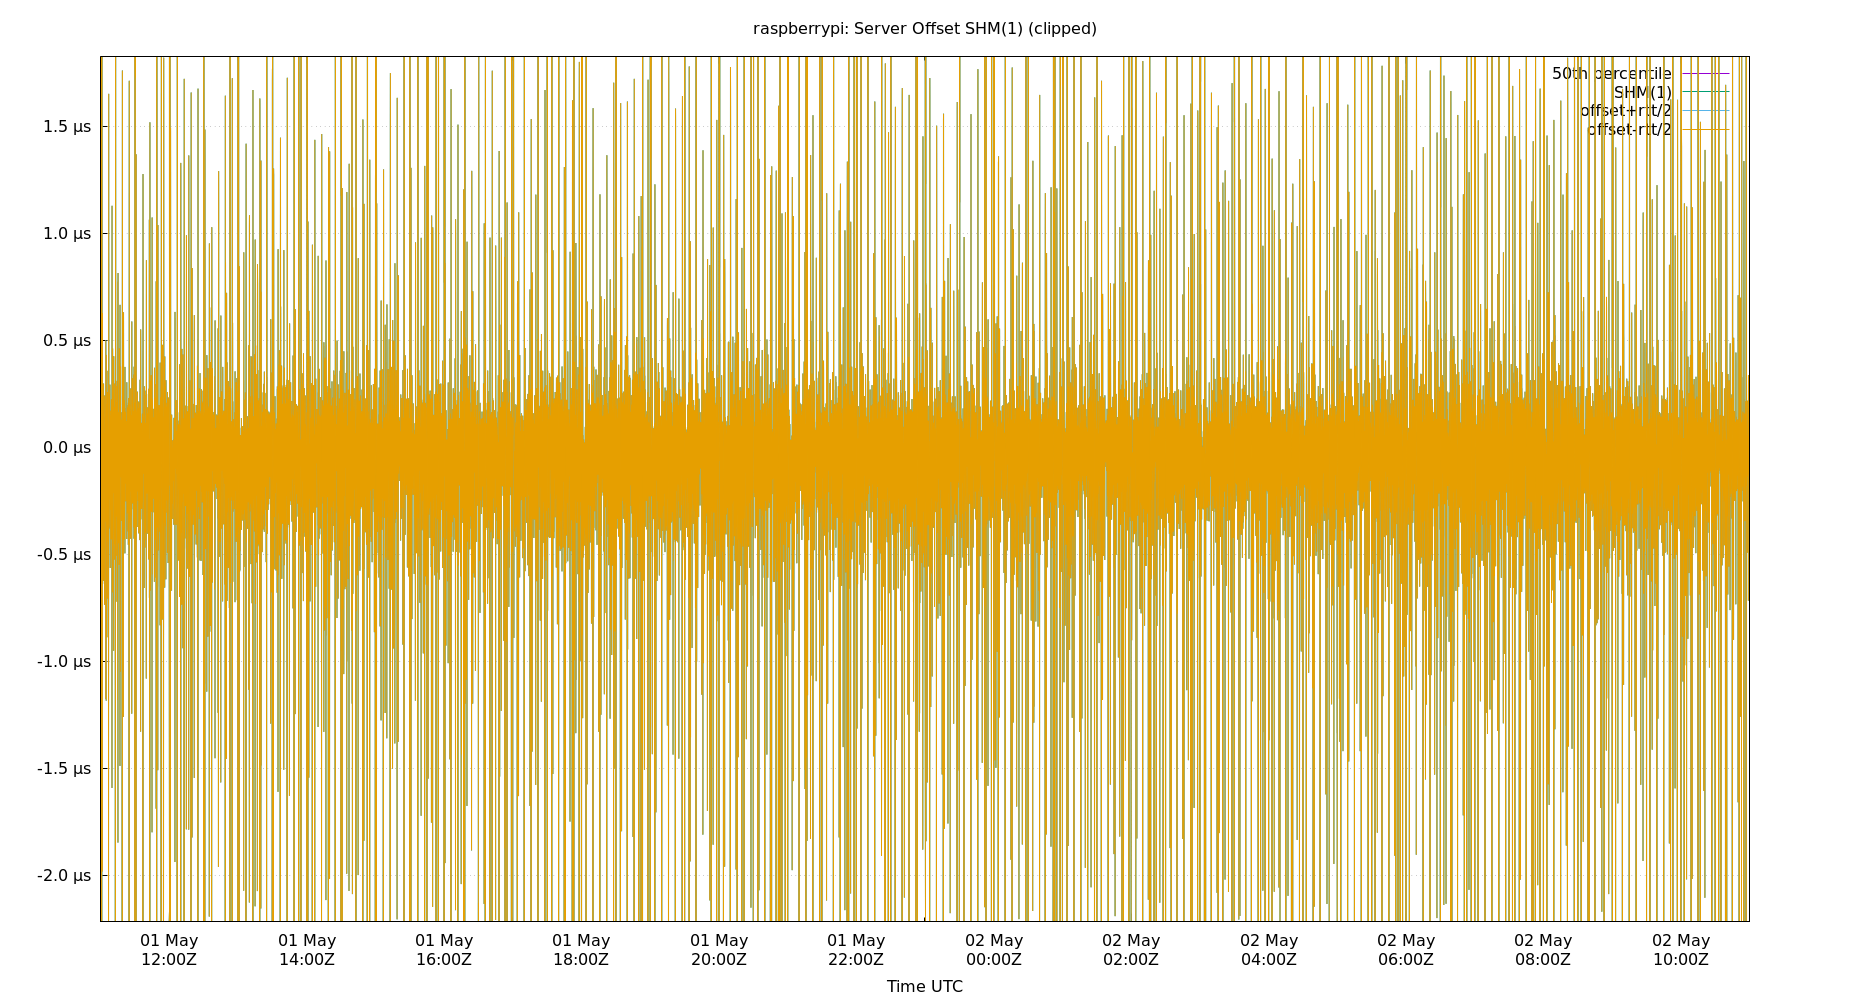 raspberrypi: Server Offset SHM(1) (clipped)
50th percentile
SHM(1)
offset+rtt/2
offset-rtt/2
1.5 µs
1.0 µs
0.5 µs
0.0 µs
-0.5 µs
-1.0 µs
-1.5 µs
-2.0 µs
01 May 01 May 01 May 01 May 01 May 01 May 02 May 02 May 02 May 02 May 02 May 02 May
12:00Z 14:00Z 16:00Z 18:00Z 20:00Z 22:00Z 00:00Z 02:00Z 04:00Z 06:00Z 08:00Z 10:00Z
Time UTC